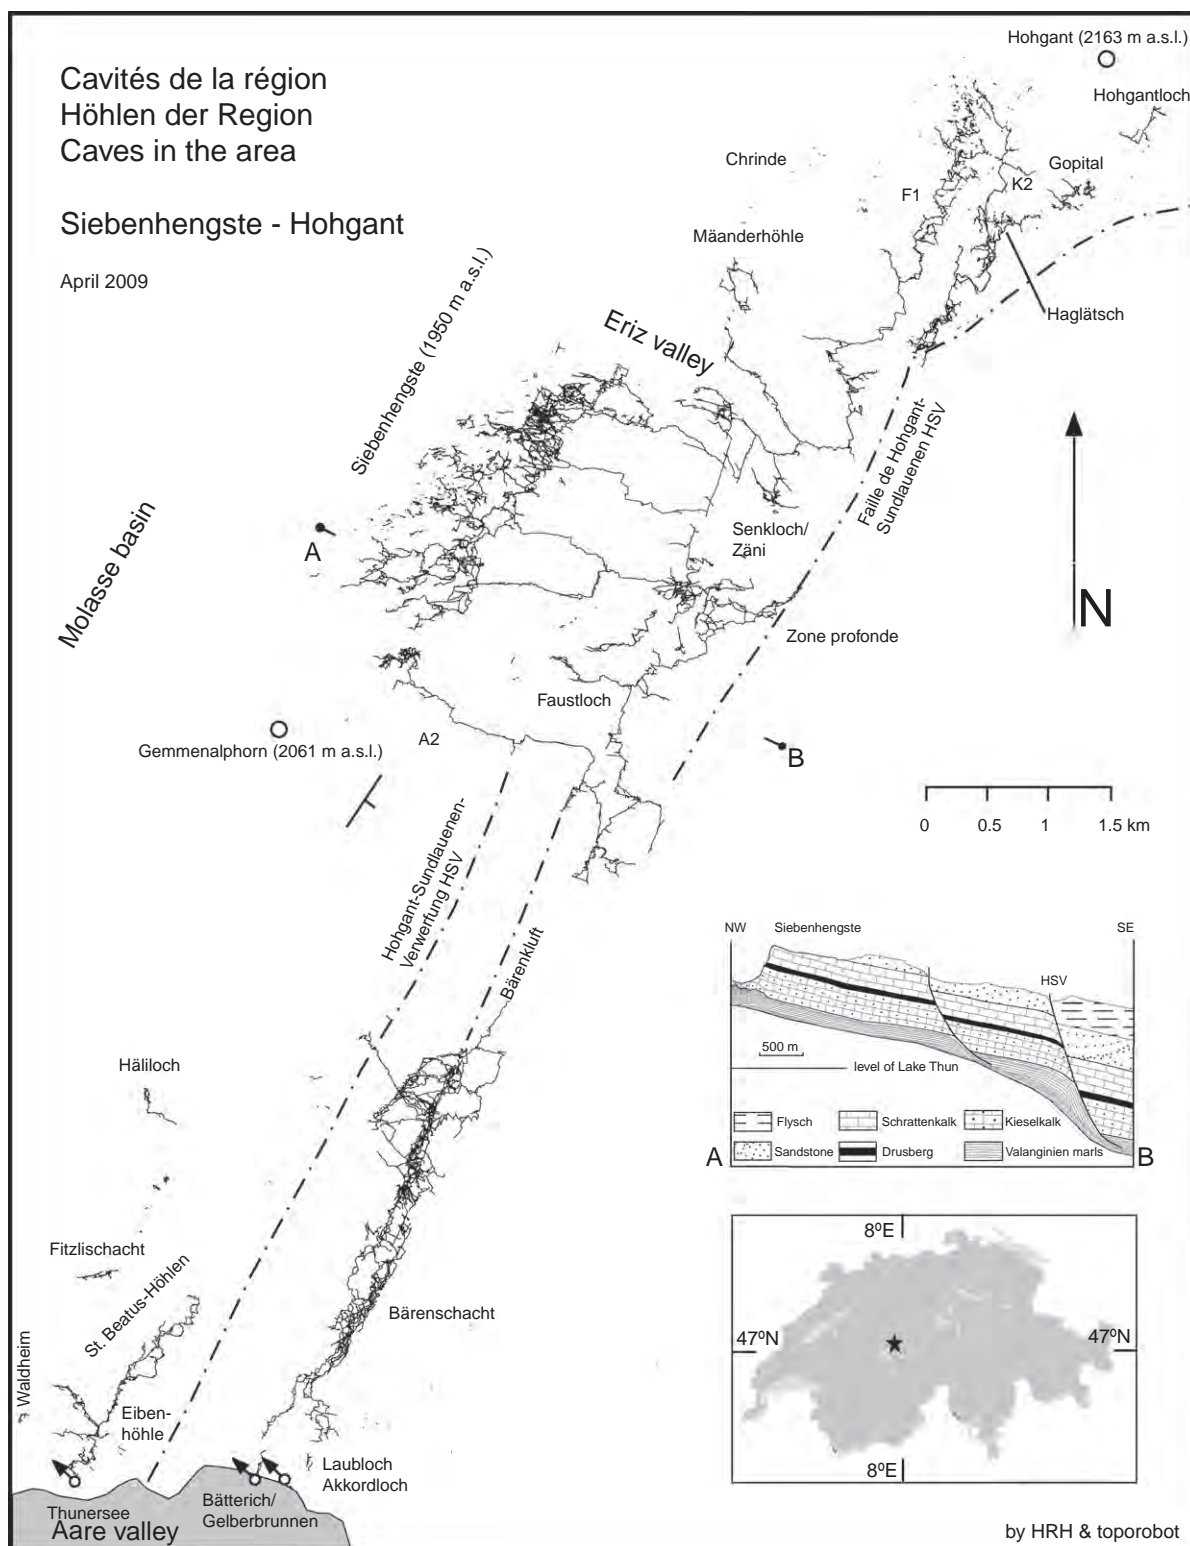 Cavités de la région
Höhlen der Region
Caves in the area
Siebenhengste - Hohgant
April 2009
Hohgant (2163 m a.s.l.)
Hohgantloch
Chrinde
Gopital
F1
K2
Mäanderhöhle
Haglätsch
Siebenhengste (1950 m a.s.l.)
Eriz valley
Faille de Hohgant-
Sundlauenen HSV
Molasse basin
A
Senkloch/
Zäni
N
Zone profonde
Faustloch
A2
Gemmenalphorn (2061 m a.s.l.)
B
0 0.5 1 1.5 km
Hohgant-Sundlauenen-
Verwerfung HSV
Bärenkluft
NW Siebenhengste SE
HSV
500 m
level of Lake Thun
Flysch Schrattenkalk Kieselkalk
Sandstone Drusberg Valanginien marls
A B
Häliloch
Fitzlischacht
St. Beatus-Höhlen
Waldheim
Bärenschacht
Eiben-
höhle
Laubloch
Akkordloch
Thunersee
Aare valley
Bätterich/
Gelberbrunnen
8ºE
47ºN 47ºN
8ºE
by HRH & toporobot